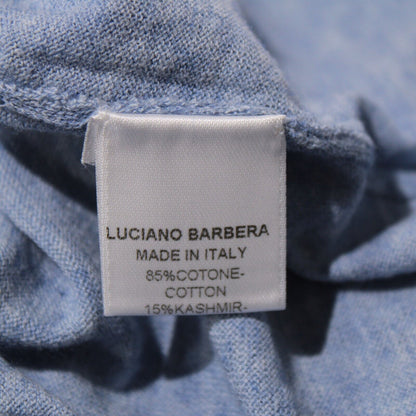 LUCIANO BARBERA
MADE IN ITALY
85%COTONE-
COTTON
15%KASHMIR-